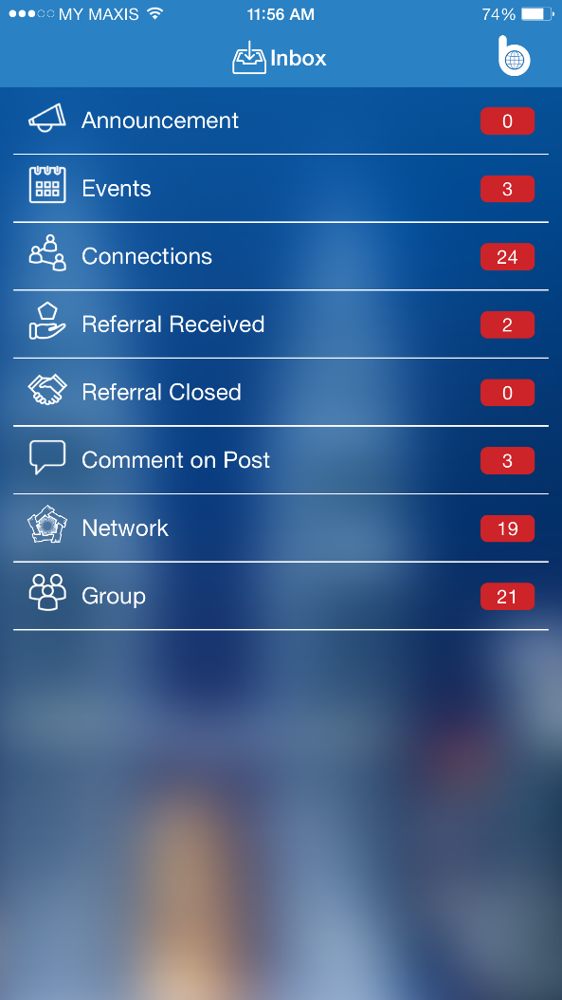 MY MAXIS 11:56 AM 74%
Inbox
Announcement 0
Events 3
Connections 24
Referral Received 2
Referral Closed 0
Comment on Post 3
Network 19
Group 21